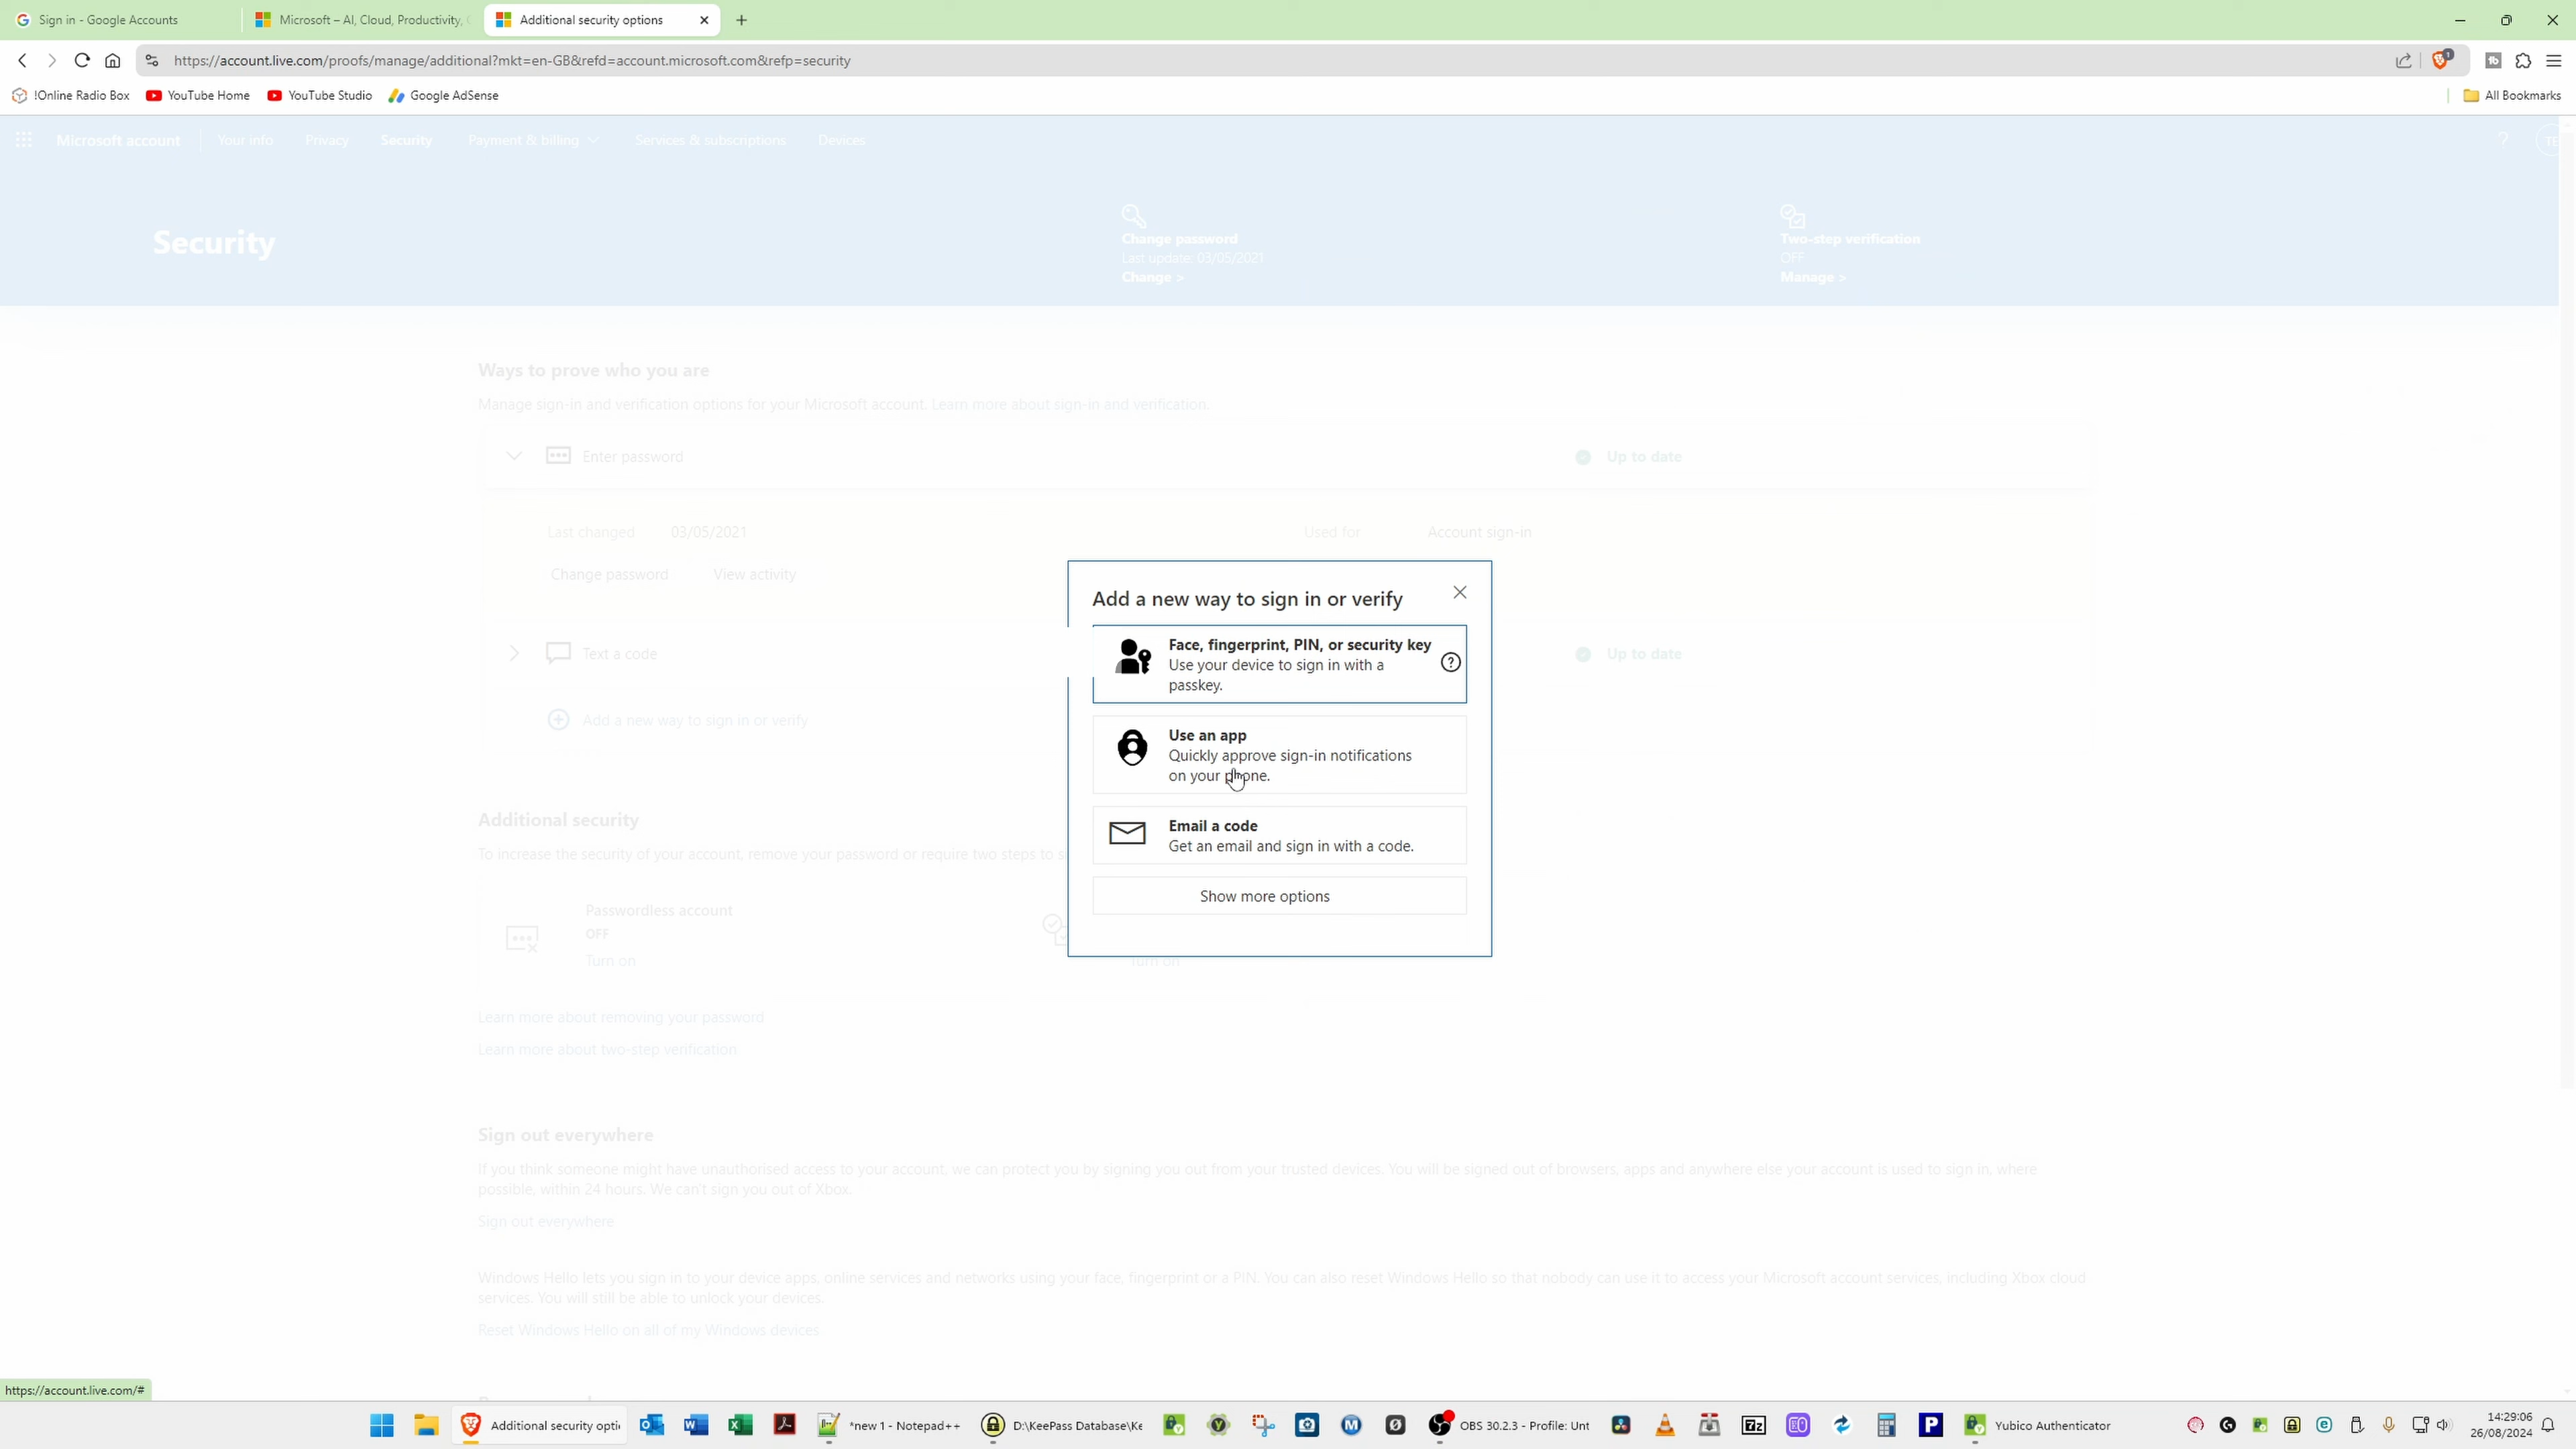 Sign in - Google Accounts
Microsoft – AI, Cloud, Productivity,
Additional security options
https://account.live.com/proofs/manage/additional?mkt=en-GB&refd=account.microsoft.com&refp=security
!Online Radio Box
YouTube Home
YouTube Studio
Google AdSense
All Bookmarks
Microsoft account
Your info
Privacy
Security
Payment & billing
Services & subscriptions
Devices
?
TE
Security
Change password
Last update: 03/05/2021
Change >
Two-step verification
OFF
Manage >
Ways to prove who you are
Manage sign-in and verification options for your Microsoft account. Learn more about sign-in and verification.
Enter password
Up to date
Last changed 03/05/2021
Used for Account sign-in
Change password View activity
Text a code
Up to date
Add a new way to sign in or verify
Add a new way to sign in or verify
Face, fingerprint, PIN, or security key
Use your device to sign in with a
passkey.
Use an app
Quickly approve sign-in notifications
on your phone.
Email a code
Get an email and sign in with a code.
Show more options
Additional security
To increase the security of your account, remove your password or require two steps to
Passwordless account
OFF
Turn on
Turn on
Learn more about removing your password
Learn more about two-step verification
Sign out everywhere
If you think someone might have unauthorised access to your account, we can protect you by signing you out from your trusted devices. You will be signed out of browsers, apps and anywhere else your account is used to sign in, where
possible, within 24 hours. We can't sign you out of Xbox.
Sign out everywhere
Windows Hello lets you sign in to your device apps, online services and networks using your face, fingerprint or a PIN. You can also reset Windows Hello so that nobody can use it to access your Microsoft account services, including Xbox cloud
services. You will still be able to unlock your devices.
Reset Windows Hello on all of my Windows devices
https://account.live.com/#
Additional security opti
*new 1 - Notepad++
D:\KeePass Database\Ke
7z
OBS 30.2.3 - Profile: Unt
Yubico Authenticator
14:29:06
26/08/2024